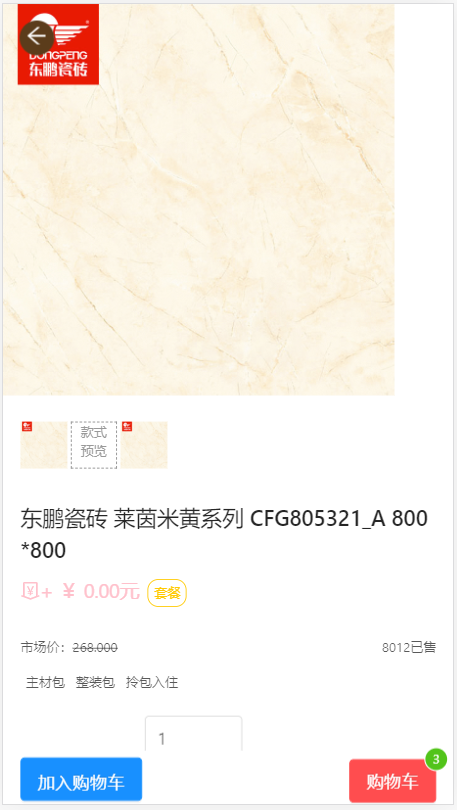 DONGPENG
东鹏瓷砖
款式
预览
东鹏瓷砖 莱茵米黄系列 CFG805321_A 800
*800
+ ¥ 0.00元 套餐
市场价: 268.000 8012已售
主材包 整装包 拎包入住
1
加入购物车 购物车 3